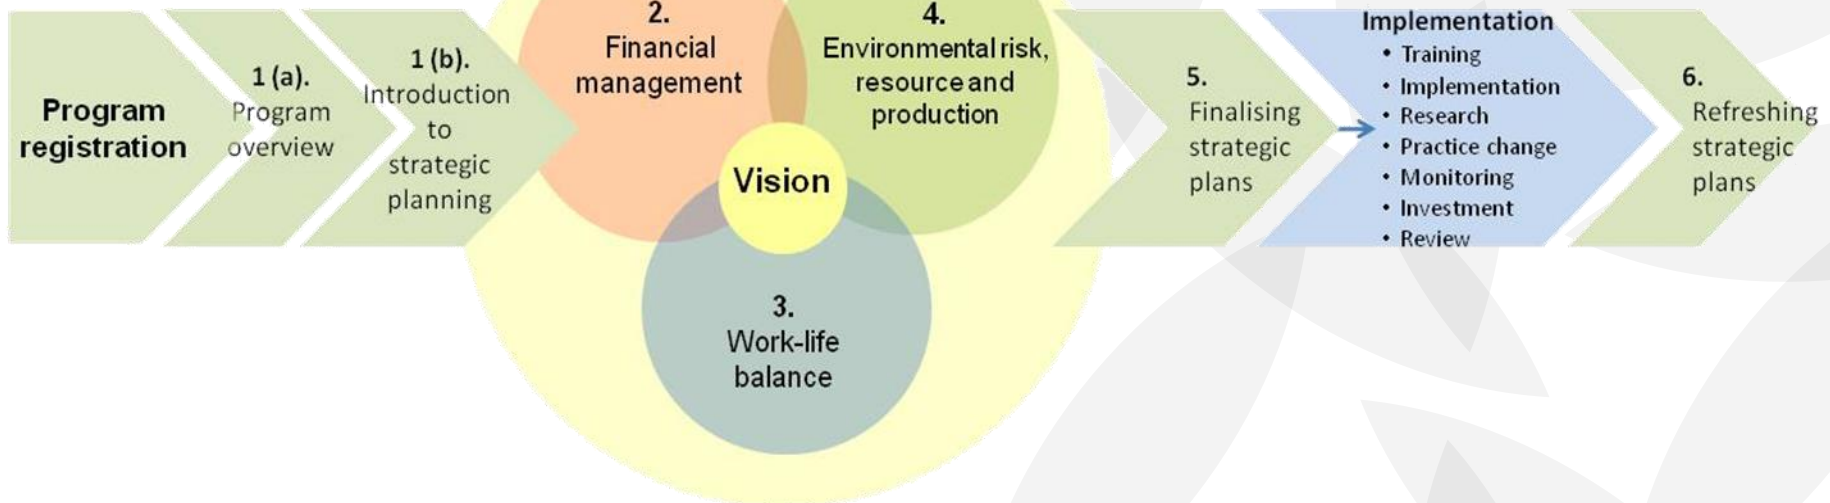 Program
registration
1 (a).
Program
overview
1 (b).
Introduction
to
strategic
planning
2.
Financial
management
4.
Environmental risk,
resource and
production
Vision
3.
Work-life
balance
5.
Finalising
strategic
plans
Implementation
• Training
• Implementation
• Research
• Practice change
• Monitoring
• Investment
• Review
6.
Refreshing
strategic
plans